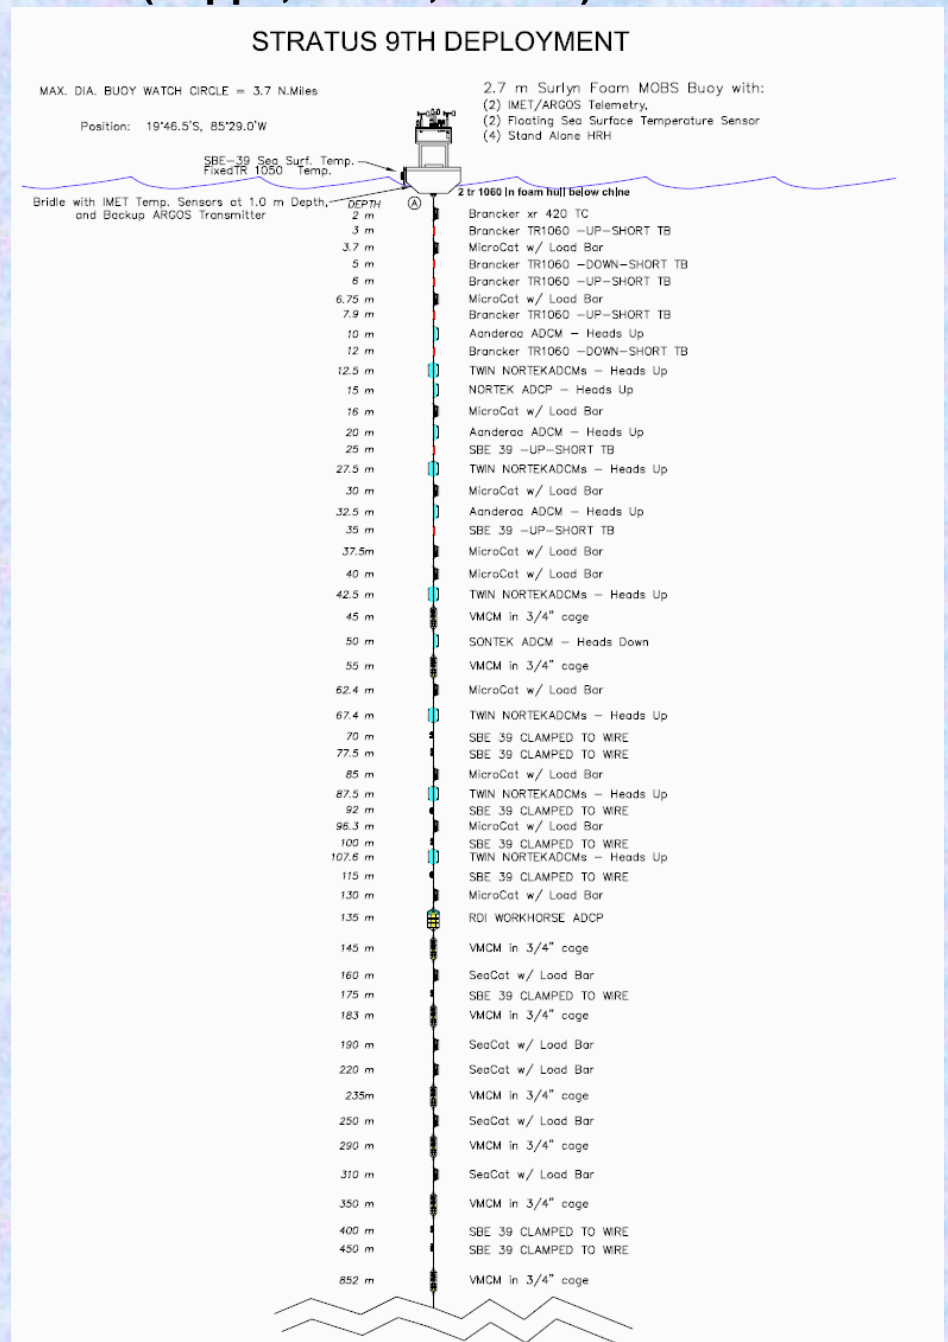 STRATUS 9TH DEPLOYMENT
MAX. DIA. BUOY WATCH CIRCLE = 3.7 N.Miles
Position: 19°46.5'S, 85°29.0'W
2.7 m Surlyn Foam MOBS Buoy with:
(2) IMET/ARGOS Telemetry,
(2) Floating Sea Surface Temperature Sensor
(4) Stand Alone HRH
SBE-39 Sea Surf. Temp.
FixedTR 1050 Temp.
2 tr 1060 in foam hull below chine
Bridle with IMET Temp. Sensors at 1.0 m Depth,
and Backup ARGOS Transmitter
A
DEPTH
2 m Brancker xr 420 TC
3 m Brancker TR1060 -UP-SHORT TB
3.7 m MicroCat w/ Load Bar
5 m Brancker TR1060 -DOWN-SHORT TB
6 m Brancker TR1060 -UP-SHORT TB
6.75 m MicroCat w/ Load Bar
7.9 m Brancker TR1060 -UP-SHORT TB
10 m Aanderaa ADCM - Heads Up
12 m Brancker TR1060 -DOWN-SHORT TB
12.5 m TWIN NORTEKADCMs - Heads Up
15 m NORTEK ADCP - Heads Up
16 m MicroCat w/ Load Bar
20 m Aanderaa ADCM - Heads Up
25 m SBE 39 -UP-SHORT TB
27.5 m TWIN NORTEKADCMs - Heads Up
30 m MicroCat w/ Load Bar
32.5 m Aanderaa ADCM - Heads Up
35 m SBE 39 -UP-SHORT TB
37.5m MicroCat w/ Load Bar
40 m MicroCat w/ Load Bar
42.5 m TWIN NORTEKADCMs - Heads Up
45 m VMCM in 3/4" cage
50 m SONTEK ADCM - Heads Down
55 m VMCM in 3/4" cage
62.4 m MicroCat w/ Load Bar
67.4 m TWIN NORTEKADCMs - Heads Up
70 m SBE 39 CLAMPED TO WIRE
77.5 m SBE 39 CLAMPED TO WIRE
85 m MicroCat w/ Load Bar
87.5 m TWIN NORTEKADCMs - Heads Up
92 m SBE 39 CLAMPED TO WIRE
96.3 m MicroCat w/ Load Bar
100 m SBE 39 CLAMPED TO WIRE
107.6 m TWIN NORTEKADCMs - Heads Up
115 m SBE 39 CLAMPED TO WIRE
130 m MicroCat w/ Load Bar
135 m RDI WORKHORSE ADCP
145 m VMCM in 3/4" cage
160 m SeaCat w/ Load Bar
175 m SBE 39 CLAMPED TO WIRE
183 m VMCM in 3/4" cage
190 m SeaCat w/ Load Bar
220 m SeaCat w/ Load Bar
235m VMCM in 3/4" cage
250 m SeaCat w/ Load Bar
290 m VMCM in 3/4" cage
310 m SeaCat w/ Load Bar
350 m VMCM in 3/4" cage
400 m SBE 39 CLAMPED TO WIRE
450 m SBE 39 CLAMPED TO WIRE
852 m VMCM in 3/4" cage